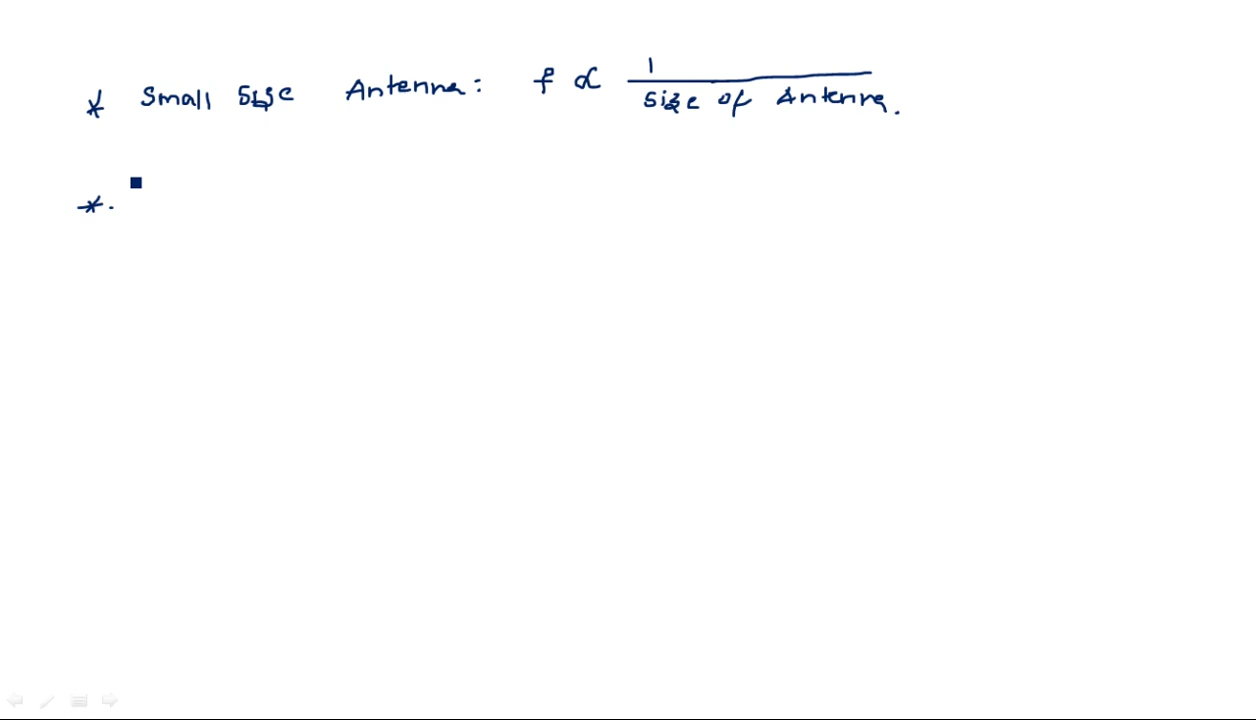 * Small Size Antenna: f ∝ 1 / Size of Antenna.
*.